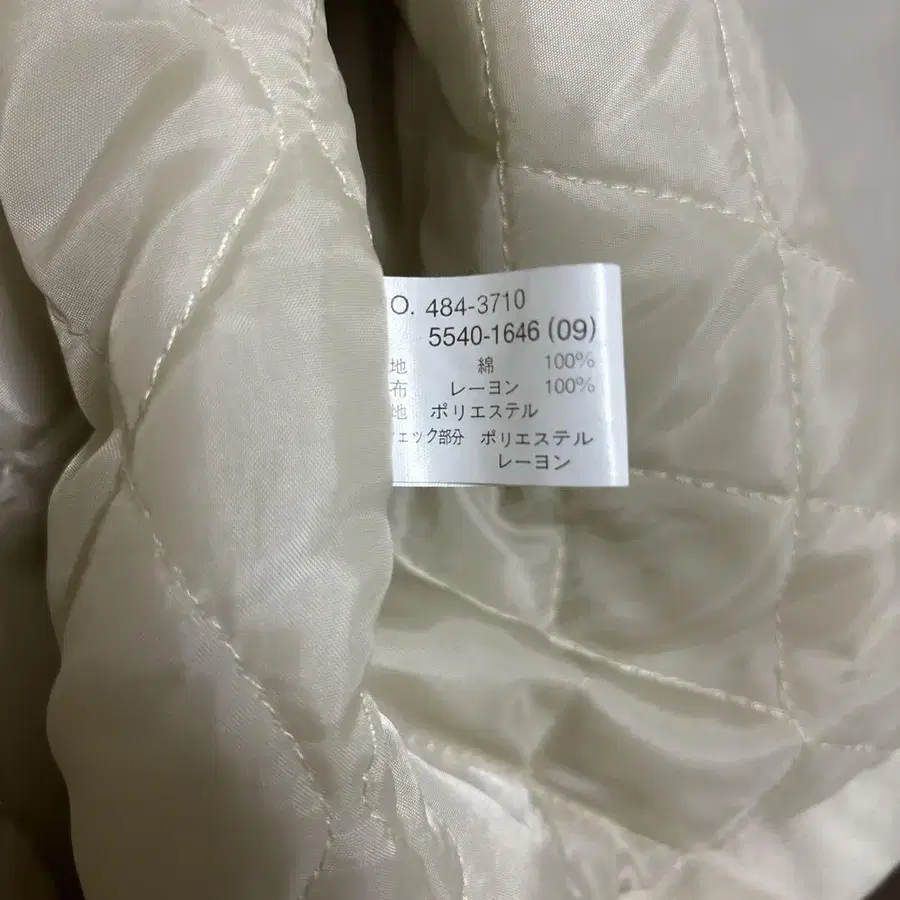 O. 484-3710
5540-1646 (09)
地 綿 100%
布 レーヨン 100%
地 ポリエステル
ェック部分 ポリエステル
レーヨン